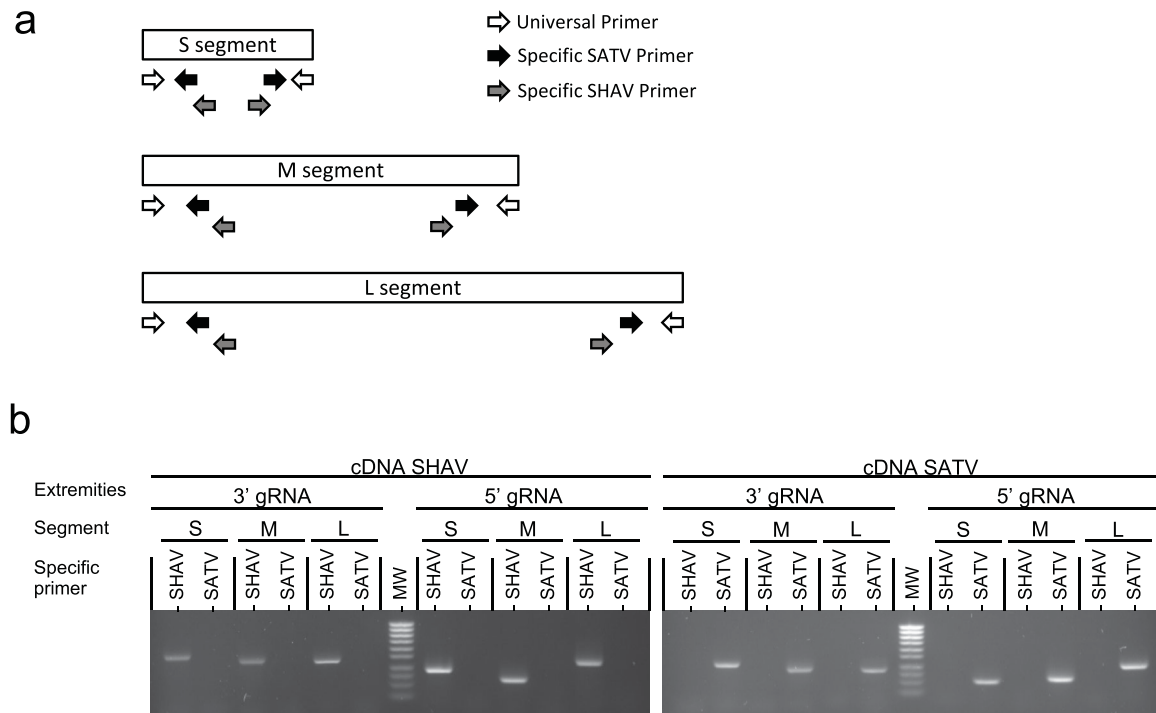 a
Universal Primer
Specific SATV Primer
Specific SHAV Primer
S segment
M segment
L segment
b
cDNA SHAV cDNA SATV
Extremities 3’ gRNA 5’ gRNA 3’ gRNA 5’ gRNA
Segment S M L S M L S M L S M L
Specific
primer
SHAV SATV SHAV SATV SHAV SATV MW SHAV SATV SHAV SATV SHAV SATV SHAV SATV SHAV SATV SHAV SATV MW SHAV SATV SHAV SATV SHAV SATV